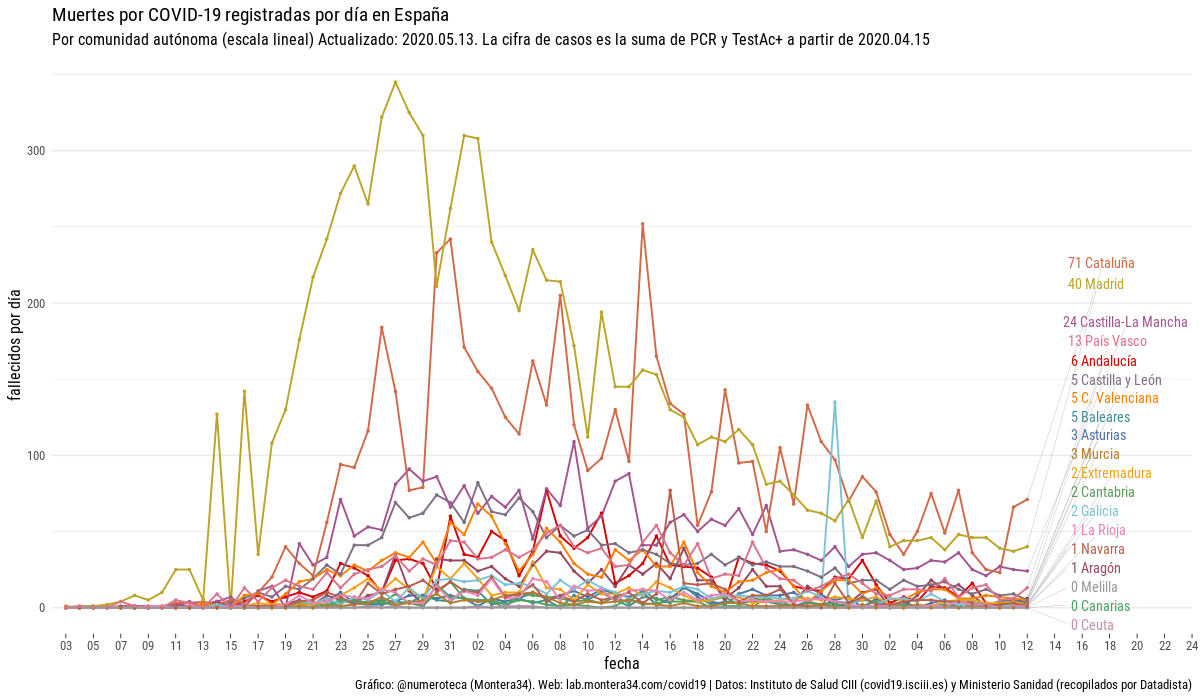 Muertes por COVID-19 registradas por día en España
Por comunidad autónoma (escala lineal) Actualizado: 2020.05.13. La cifra de casos es la suma de PCR y TestAc+ a partir de 2020.04.15
fallecidos por día
300
200
100
0
71 Cataluña
40 Madrid
24 Castilla-La Mancha
13 País Vasco
6 Andalucía
5 Castilla y León
5 C. Valenciana
5 Baleares
3 Asturias
3 Murcia
2 Extremadura
2 Cantabria
2 Galicia
1 La Rioja
1 Navarra
1 Aragón
0 Melilla
0 Canarias
0 Ceuta
03 05 07 09 11 13 15 17 19 21 23 25 27 29 31 02 04 06 08 10 12 14 16 18 20 22 24 26 28 30 02 04 06 08 10 12 14 16 18 20 22 24
fecha
Gráfico: @numeroteca (Montera34). Web: lab.montera34.com/covid19 | Datos: Instituto de Salud CIII (covid19.isciii.es) y Ministerio Sanidad (recopilados por Datadista)